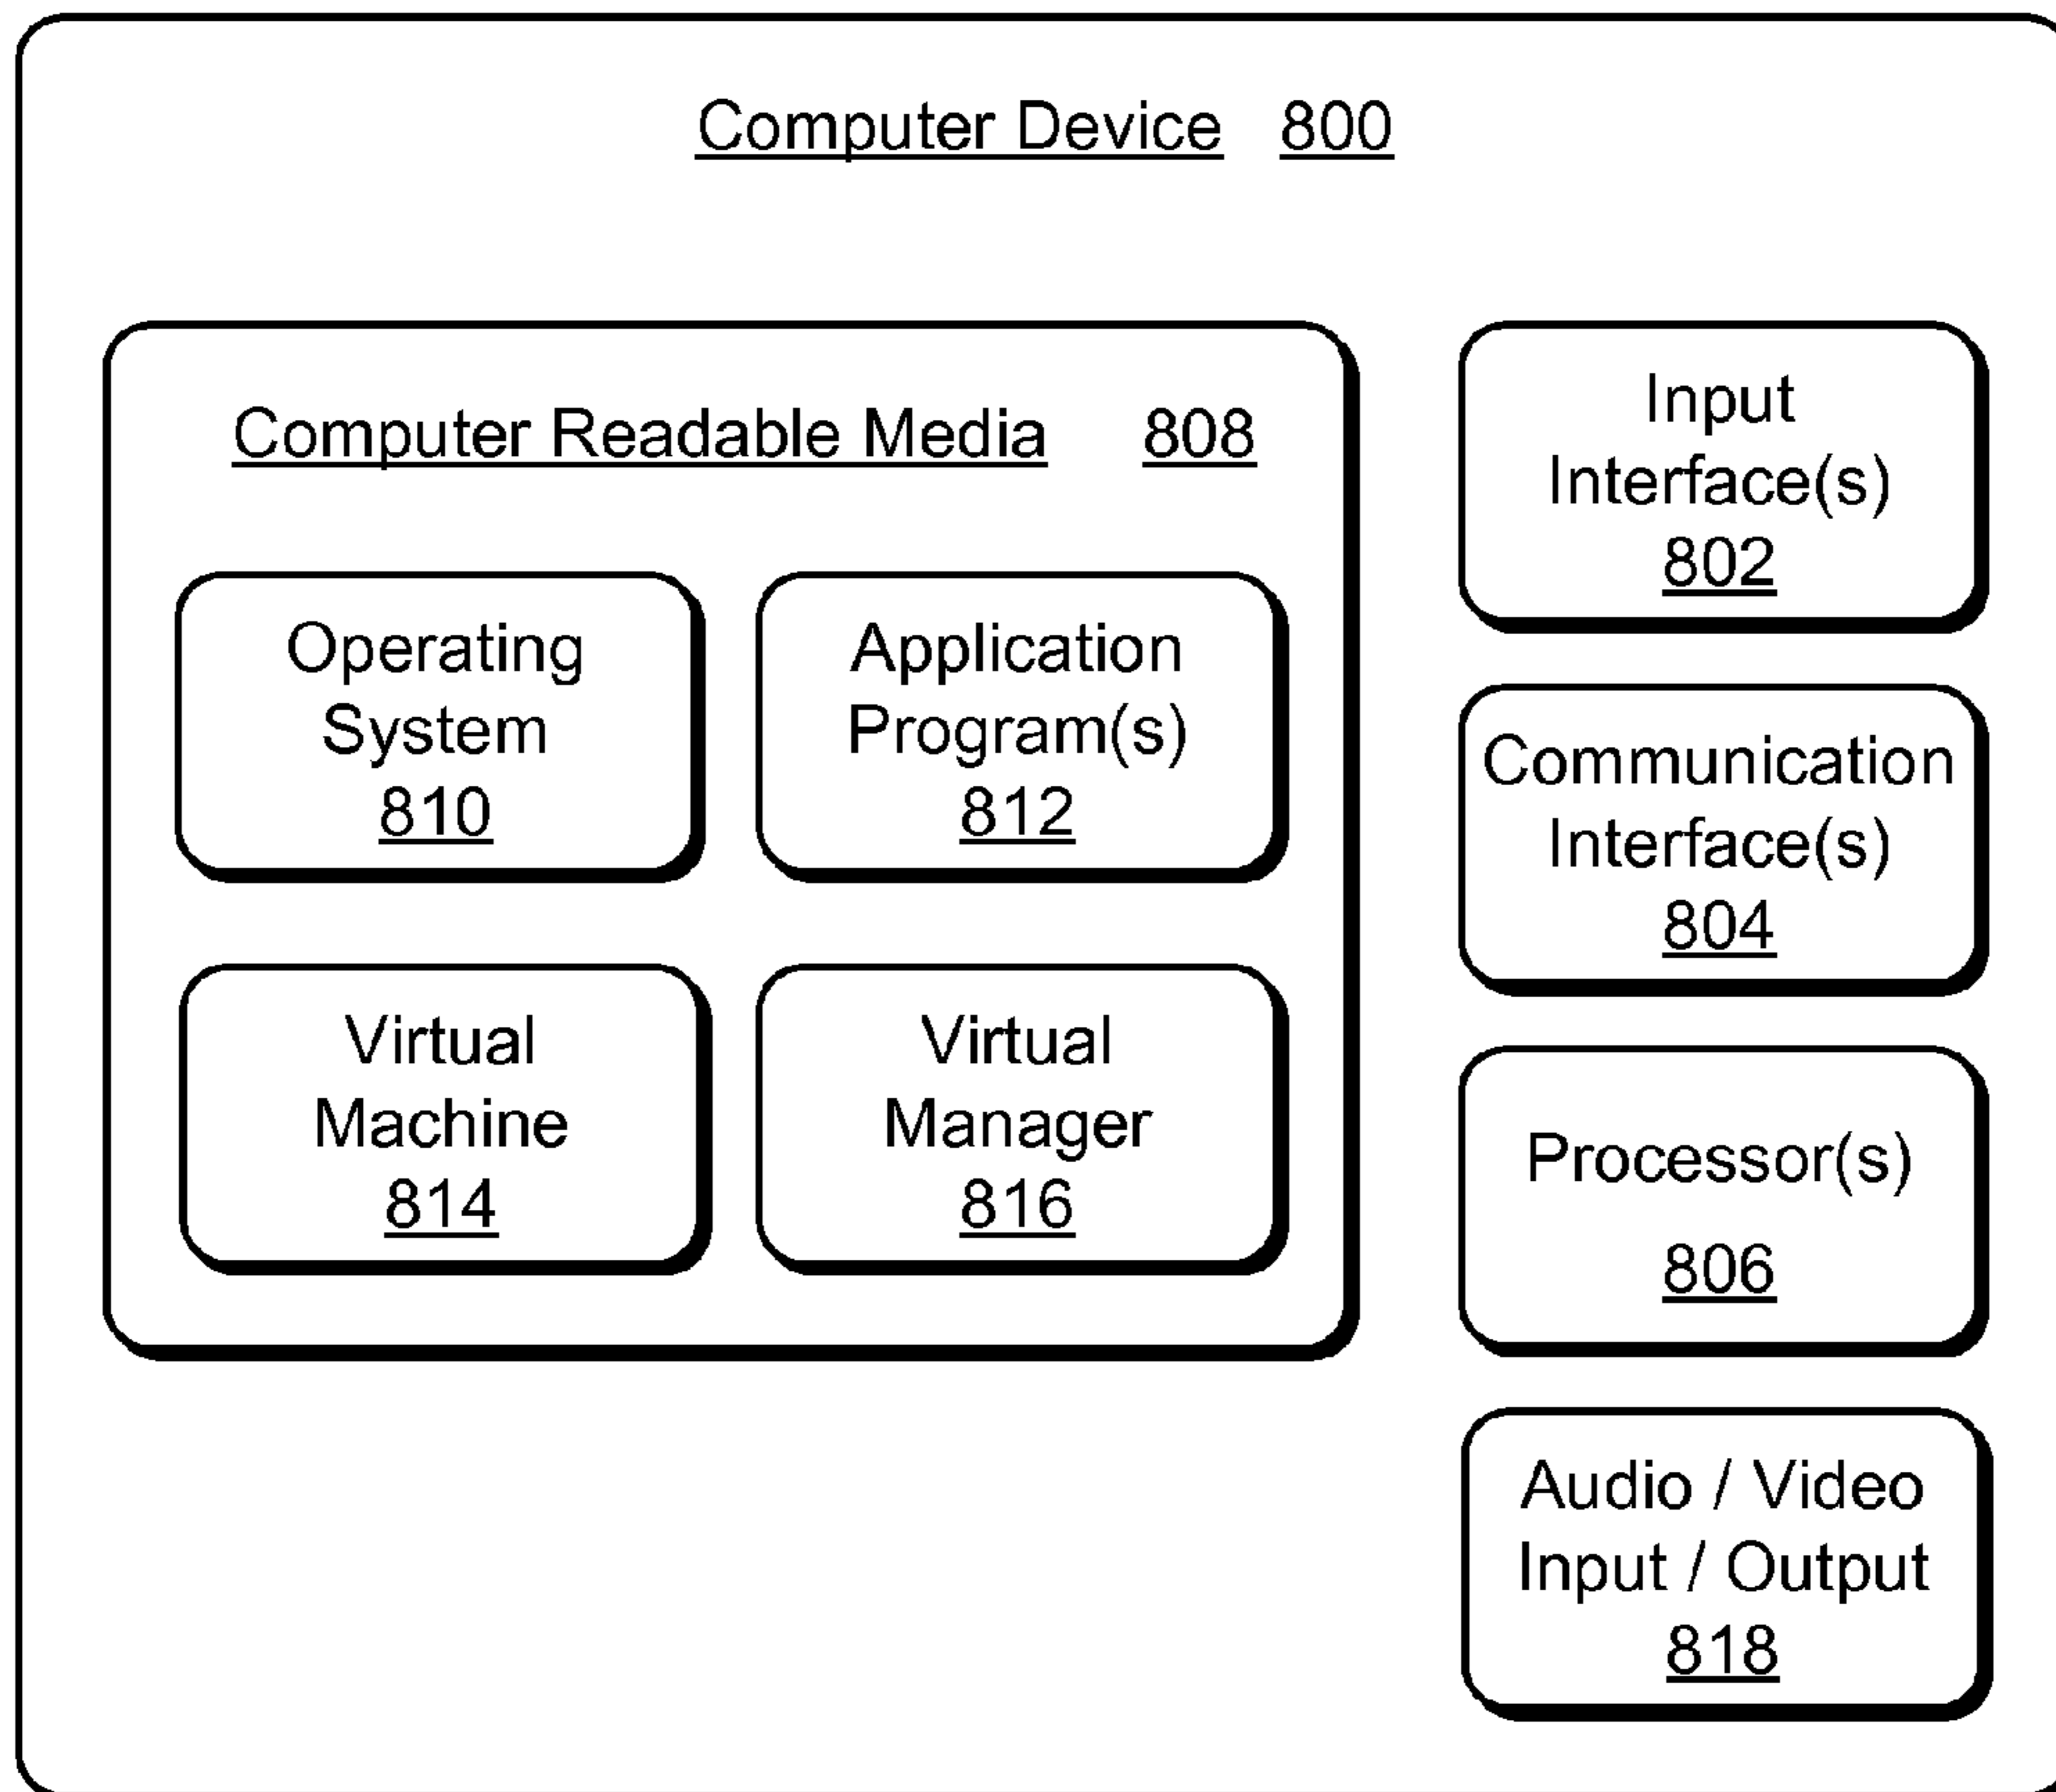 Computer Device 800
Computer Readable Media 808
Operating
System
810
Application
Program(s)
812
Virtual
Machine
814
Virtual
Manager
816
Input
Interface(s)
802
Communication
Interface(s)
804
Processor(s)
806
Audio / Video
Input / Output
818